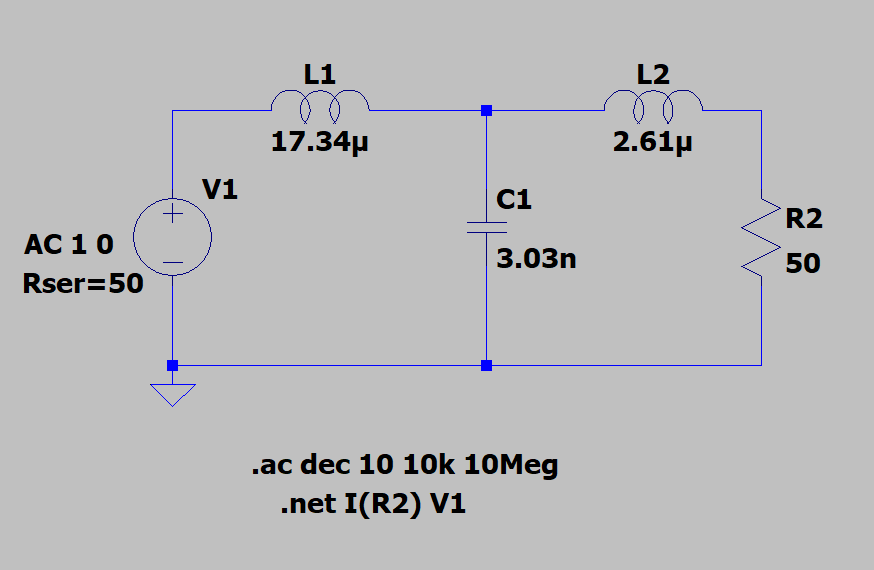 L1
17.34µ
L2
2.61µ
V1
AC 1 0
Rser=50
C1
3.03n
R2
50
.ac dec 10 10k 10Meg
.net I(R2) V1